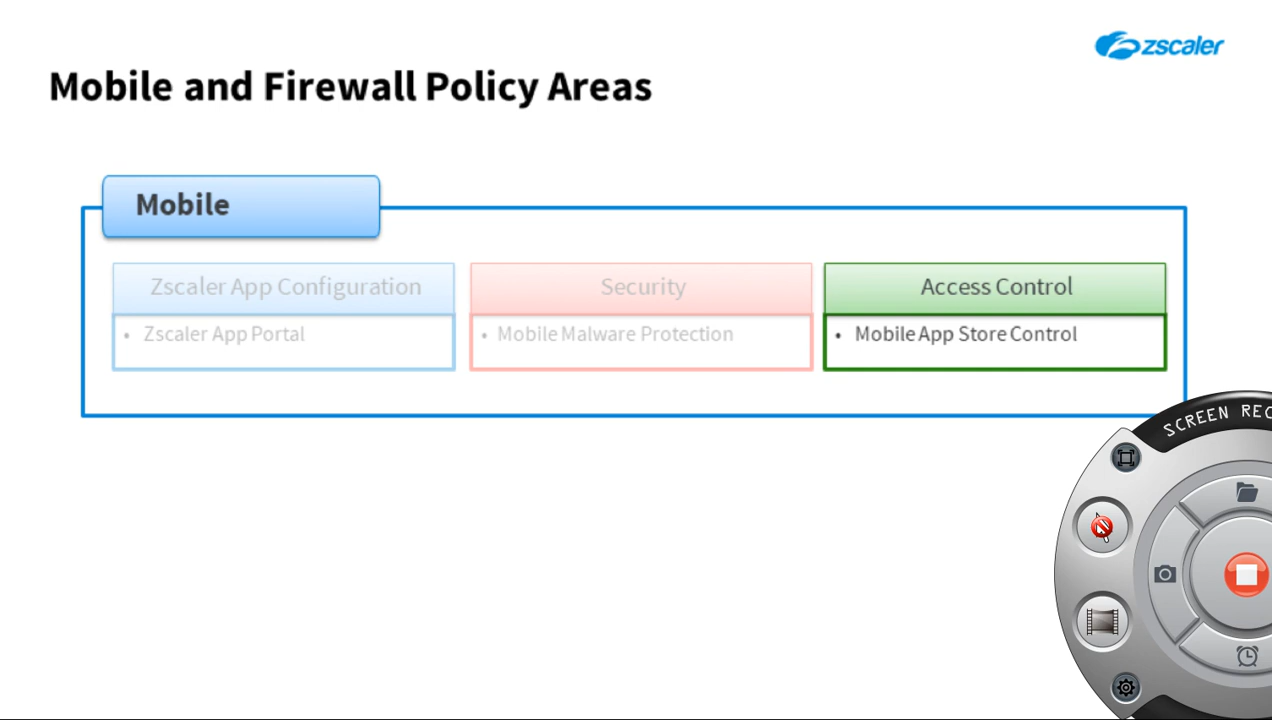 zscaler
Mobile and Firewall Policy Areas
Mobile
Zscaler App Configuration
Security
Access Control
• Zscaler App Portal
• Mobile Malware Protection
• Mobile App Store Control
SCREEN REC